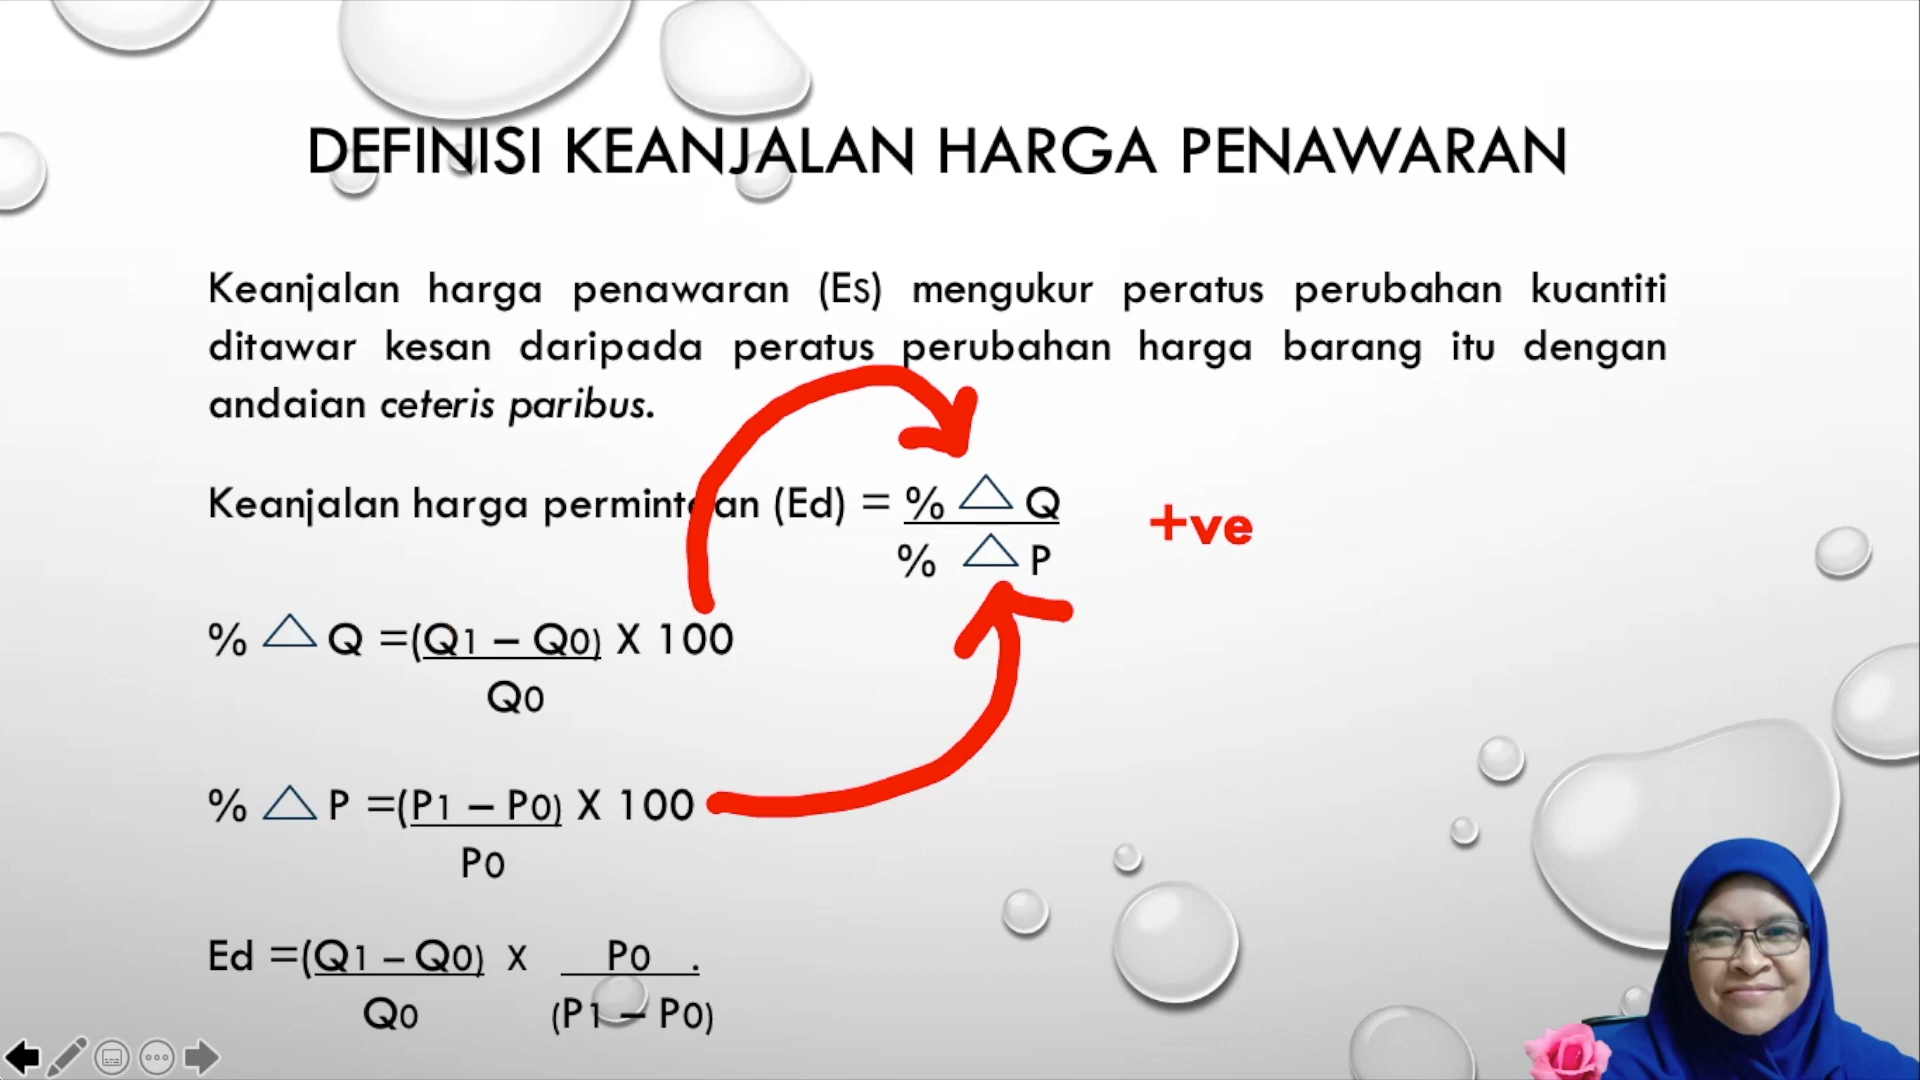 DEFINISI KEANJALAN HARGA PENAWARAN
Keanjalan harga penawaran (Es) mengukur peratus perubahan kuantiti
ditawar kesan daripada peratus perubahan harga barang itu dengan
andaian ceteris paribus.
Keanjalan harga permintaan (Ed) = % △ Q
+ve
% △ P
% △ Q =(Q1 – Q0) X 100
Q0
% △ P =(P1 – P0) X 100
P0
Ed =(Q1 – Q0) x P0 .
Q0 (P1 – P0)